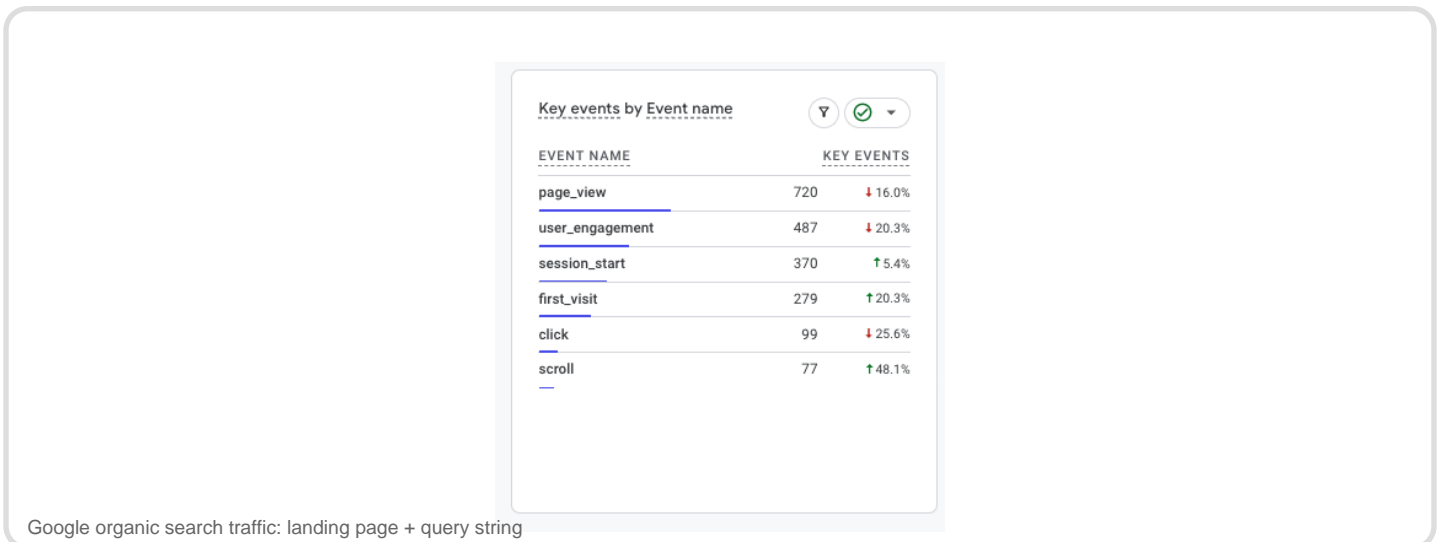 Key events by Event name
EVENT NAME KEY EVENTS
page_view 720 ↓ 16.0%
user_engagement 487 ↓ 20.3%
session_start 370 ↑ 5.4%
first_visit 279 ↑ 20.3%
click 99 ↓ 25.6%
scroll 77 ↑ 48.1%
Google organic search traffic: landing page + query string